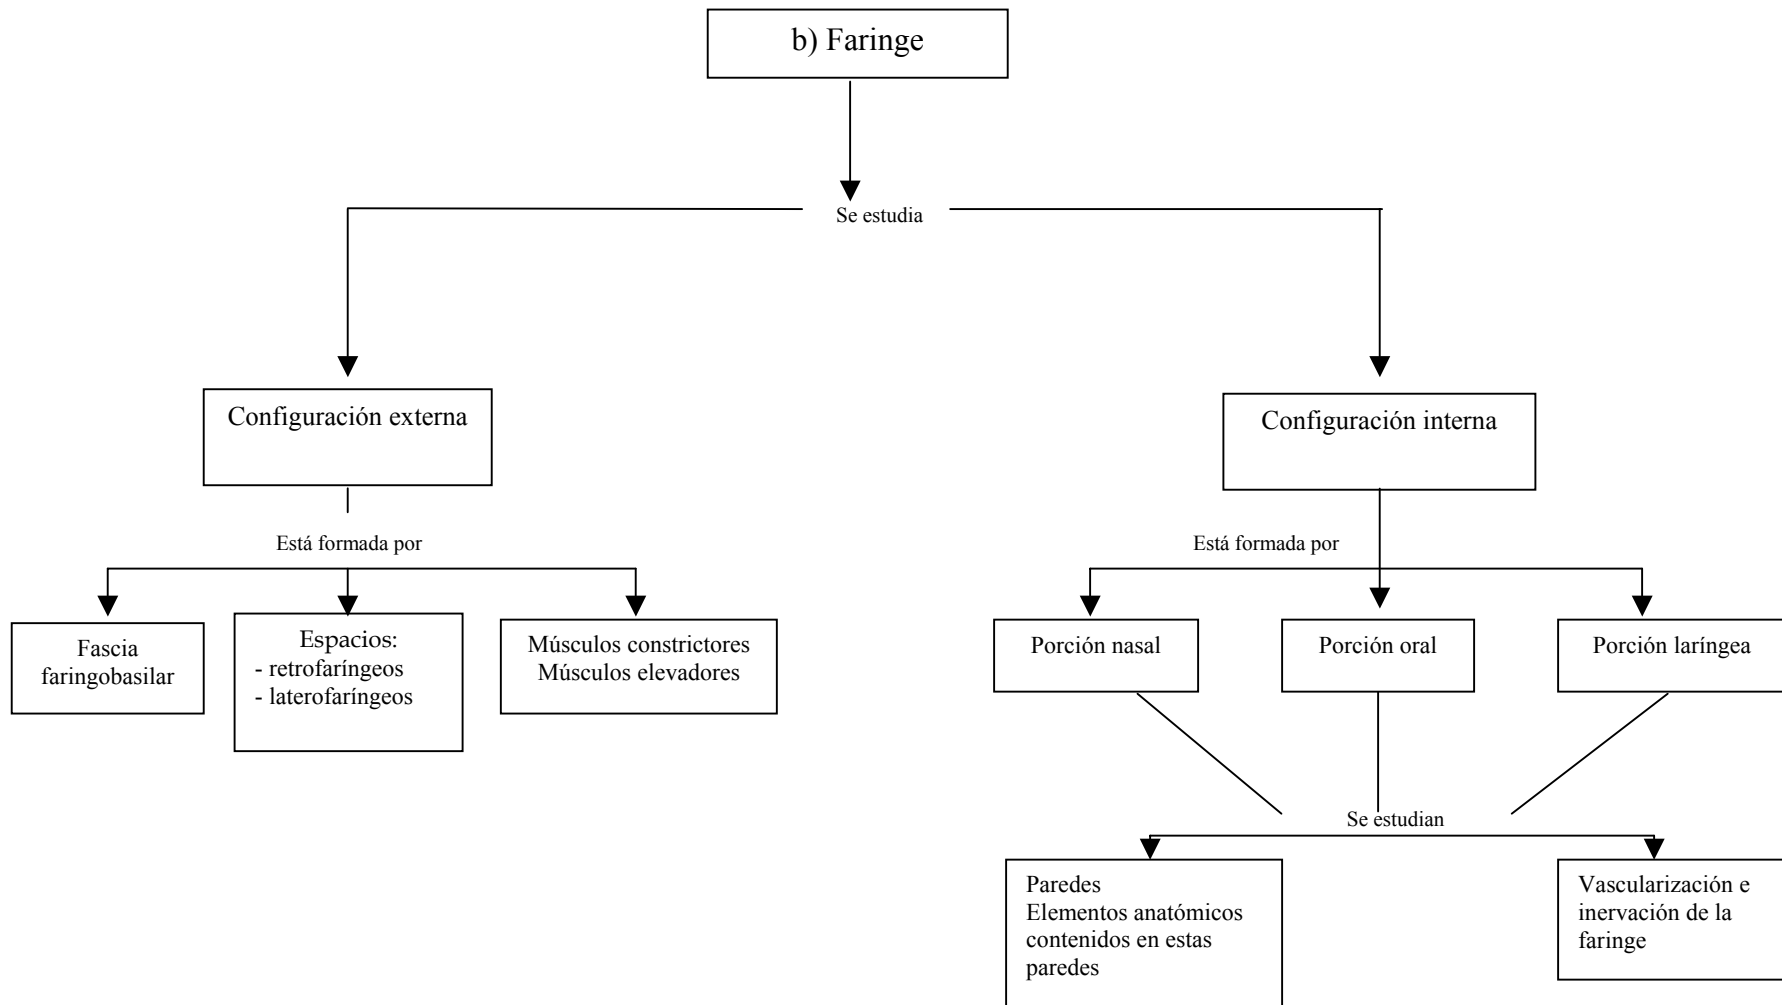 b) Faringe
Se estudia
Configuración externa
Configuración interna
Está formada por
Está formada por
Fascia
faringobasilar
Espacios:
- retrofaríngeos
- laterofaríngeos
Músculos constrictores
Músculos elevadores
Porción nasal
Porción oral
Porción laríngea
Se estudian
Paredes
Elementos anatómicos
contenidos en estas
paredes
Vascularización e
inervación de la
faringe